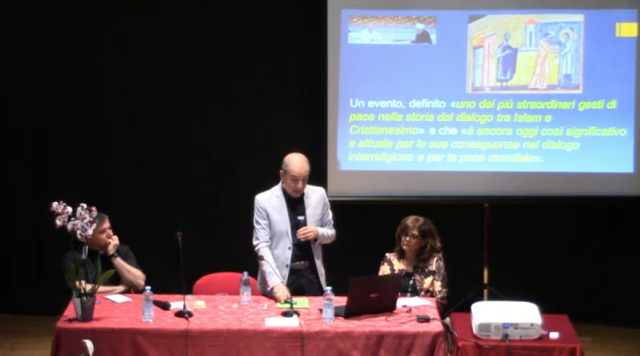 Un evento, definito «uno dei più straordinari gesti di
pace nella storia del dialogo tra Islam e
Cristianesimo» e che «è ancora oggi così significativo
e attuale per le sue conseguenze nel dialogo
interreligioso e per la pace mondiale».